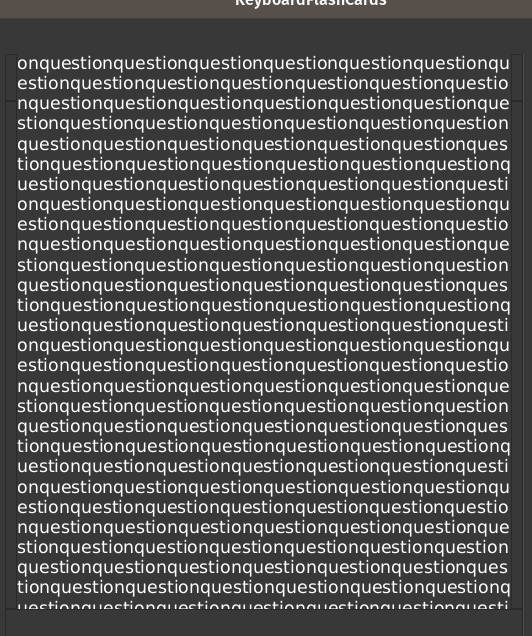 KeyboardFlashCards
onquestionquestionquestionquestionquestionquestionqu
estionquestionquestionquestionquestionquestionquestio
nquestionquestionquestionquestionquestionquestionque
stionquestionquestionquestionquestionquestionquestion
questionquestionquestionquestionquestionquestionques
tionquestionquestionquestionquestionquestionquestionq
uestionquestionquestionquestionquestionquestionquesti
onquestionquestionquestionquestionquestionquestionqu
estionquestionquestionquestionquestionquestionquestio
nquestionquestionquestionquestionquestionquestionque
stionquestionquestionquestionquestionquestionquestion
questionquestionquestionquestionquestionquestionques
tionquestionquestionquestionquestionquestionquestionq
uestionquestionquestionquestionquestionquestionquesti
onquestionquestionquestionquestionquestionquestionqu
estionquestionquestionquestionquestionquestionquestio
nquestionquestionquestionquestionquestionquestionque
stionquestionquestionquestionquestionquestionquestion
questionquestionquestionquestionquestionquestionques
tionquestionquestionquestionquestionquestionquestionq
uestionquestionquestionquestionquestionquestionquesti
onquestionquestionquestionquestionquestionquestionqu
estionquestionquestionquestionquestionquestionquestio
nquestionquestionquestionquestionquestionquestionque
stionquestionquestionquestionquestionquestionquestion
questionquestionquestionquestionquestionquestionques
tionquestionquestionquestionquestionquestionquestionq
uestionquestionquestionquestionquestionquestionquesti